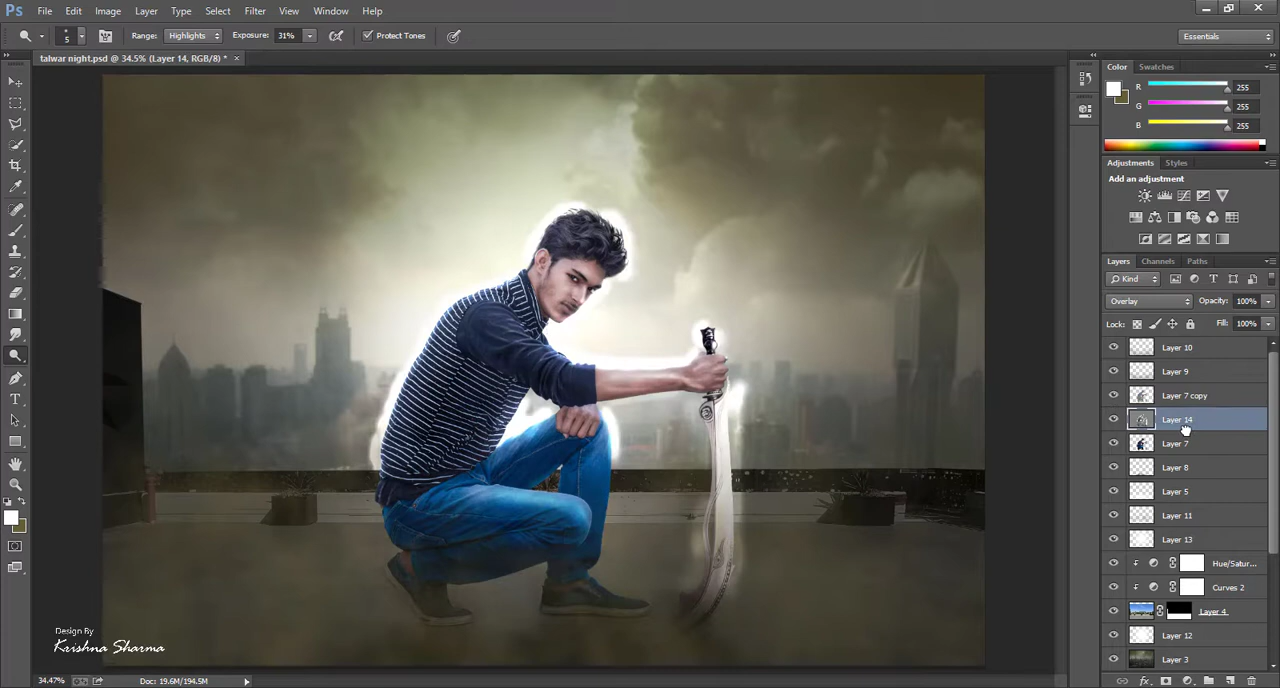 Ps File Edit Image Layer Type Select Filter View Window Help
5 Range: Highlights Exposure: 31% Protect Tones Essentials
talwar night.psd @ 34.5% (Layer 14, RGB/8) * ×
Color Swatches
R 255
G 255
B 255
Adjustments Styles
Add an adjustment
Layers Channels Paths
Kind
Overlay Opacity: 100%
Lock: Fill: 100%
Layer 10
Layer 9
Layer 7 copy
Layer 14
Layer 7
Layer 8
Layer 5
Layer 11
Layer 13
Hue/Satur...
Curves 2
Layer 4
Layer 12
Layer 3
Design By
Krishna Sharma
34.47% Doc: 19.6M/194.5M